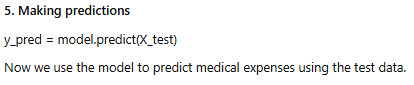 5. Making predictions
y_pred = model.predict(X_test)
Now we use the model to predict medical expenses using the test data.